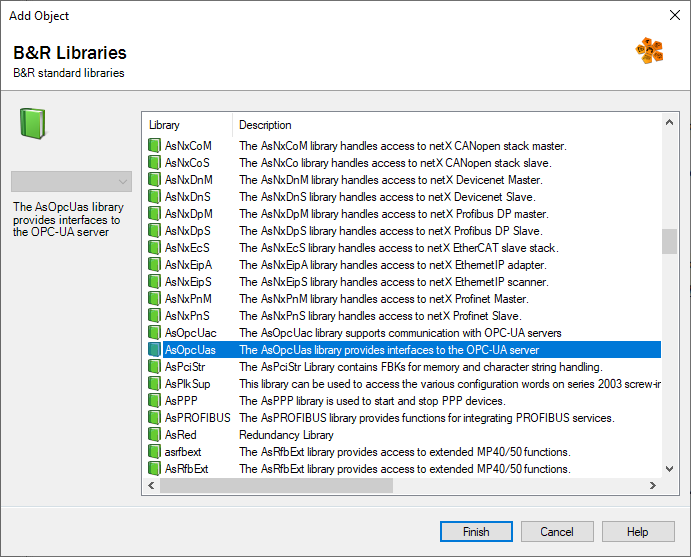 Add Object
B&R Libraries
B&R standard libraries
The AsOpcUas library
provides interfaces to
the OPC-UA server
Library Description
AsNxCoM The AsNxCoM library handles access to netX CANopen stack master.
AsNxCoS The AsNxCo library handles access to netX CANopen stack slave.
AsNxDnM The AsNxDnM library handles access to netX Devicenet Master.
AsNxDnS The AsNxDnS library handles access to netX Devicenet Slave.
AsNxDpM The AsNxDpM library handles access to netX Profibus DP master.
AsNxDpS The AsNxDpS library handles access to netX Profibus DP Slave.
AsNxEcS The AsNxEcS library handles access to netX EtherCAT slave stack.
AsNxEipA The AsNxEipA library handles access to netX EthernetIP adapter.
AsNxEipS The AsNxEipS library handles access to netX EthernetIP scanner.
AsNxPnM The AsNxPnM library handles access to netX Profinet Master.
AsNxPnS The AsNxPnS library handles access to netX Profinet Slave.
AsOpcUac The AsOpcUac library supports communication with OPC-UA servers
AsOpcUas The AsOpcUas library provides interfaces to the OPC-UA server
AsPciStr The AsPciStr Library contains FBKs for memory and character string handling.
AsPlkSup This library can be used to access the various configuration words on series 2003 screw-in
AsPPP The AsPPP library is used to start and stop PPP devices.
AsPROFIBUS The AsPROFIBUS library provides functions for integrating PROFIBUS services.
AsRed Redundancy Library
asrfbext The AsRfbExt library provides access to extended MP40/50 functions.
AsRfbExt The AsRfbExt library provides access to extended MP40/50 functions.
Finish Cancel Help